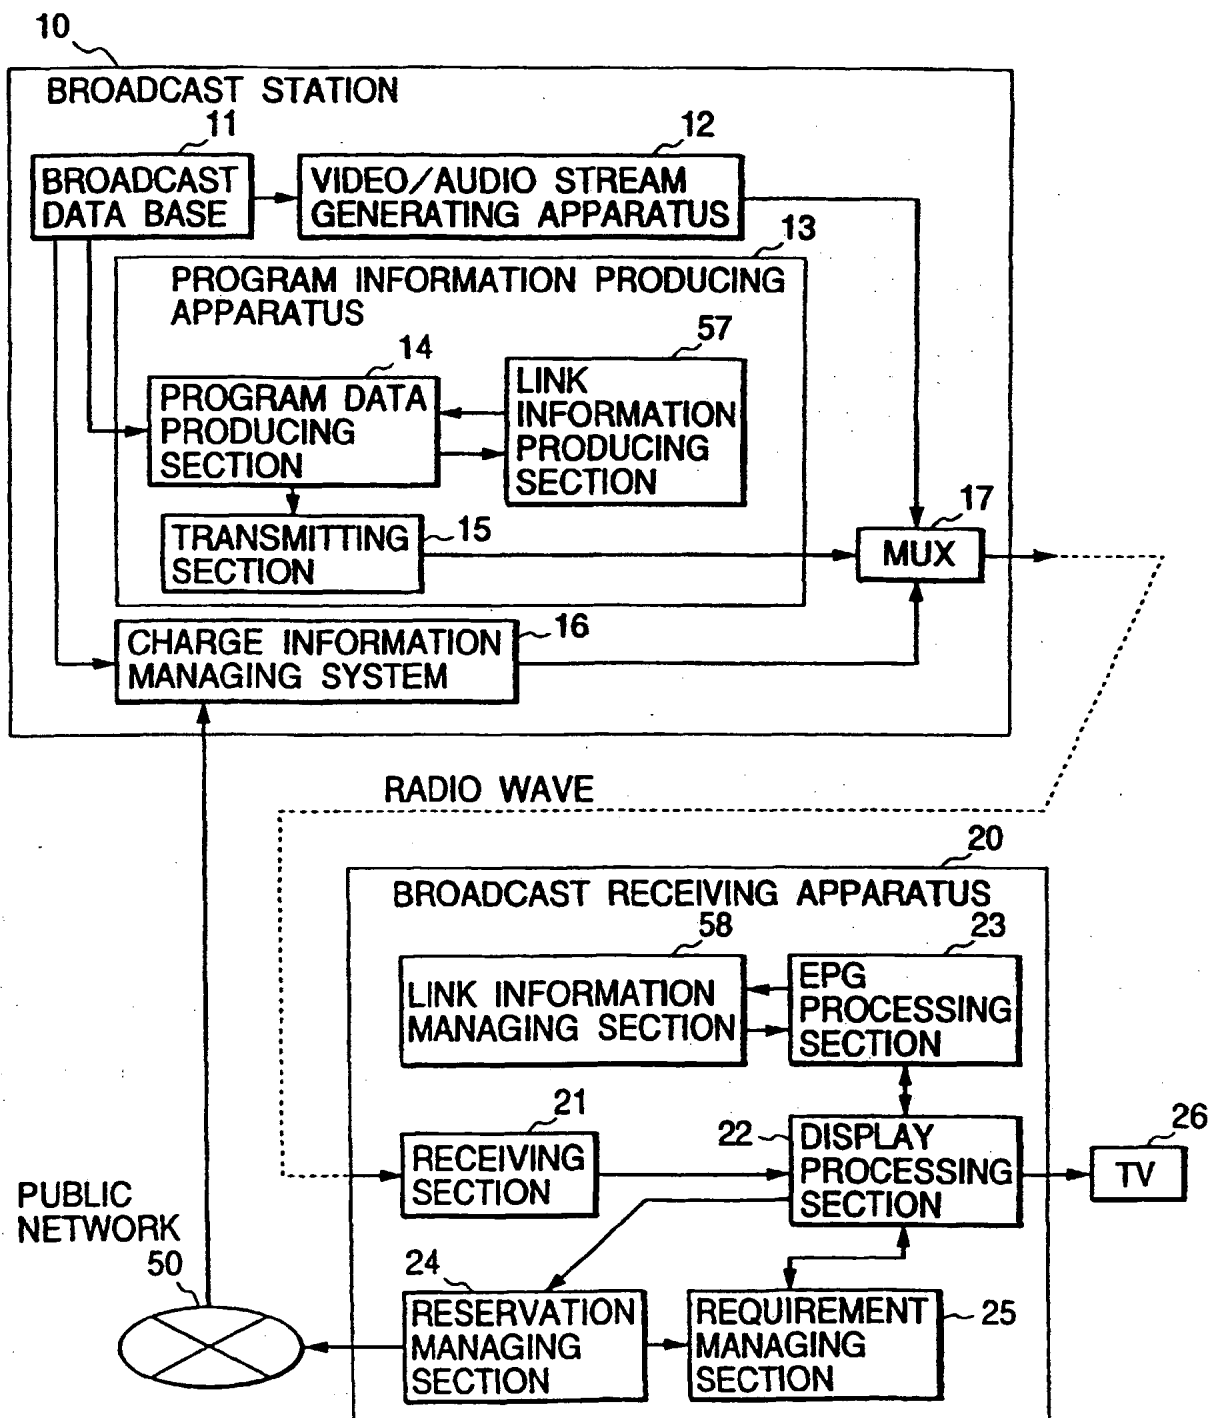 10
BROADCAST STATION
11
12
BROADCAST
DATA BASE
VIDEO/AUDIO STREAM
GENERATING APPARATUS
13
PROGRAM INFORMATION PRODUCING
APPARATUS
14
57
PROGRAM DATA
PRODUCING
SECTION
LINK
INFORMATION
PRODUCING
SECTION
TRANSMITTING
SECTION
15
17
MUX
CHARGE INFORMATION
MANAGING SYSTEM
16
RADIO WAVE
20
BROADCAST RECEIVING APPARATUS
58
23
LINK INFORMATION
MANAGING SECTION
EPG
PROCESSING
SECTION
21
RECEIVING
SECTION
22
DISPLAY
PROCESSING
SECTION
26
TV
PUBLIC
NETWORK
50
24
RESERVATION
MANAGING
SECTION
REQUIREMENT
MANAGING
SECTION
25